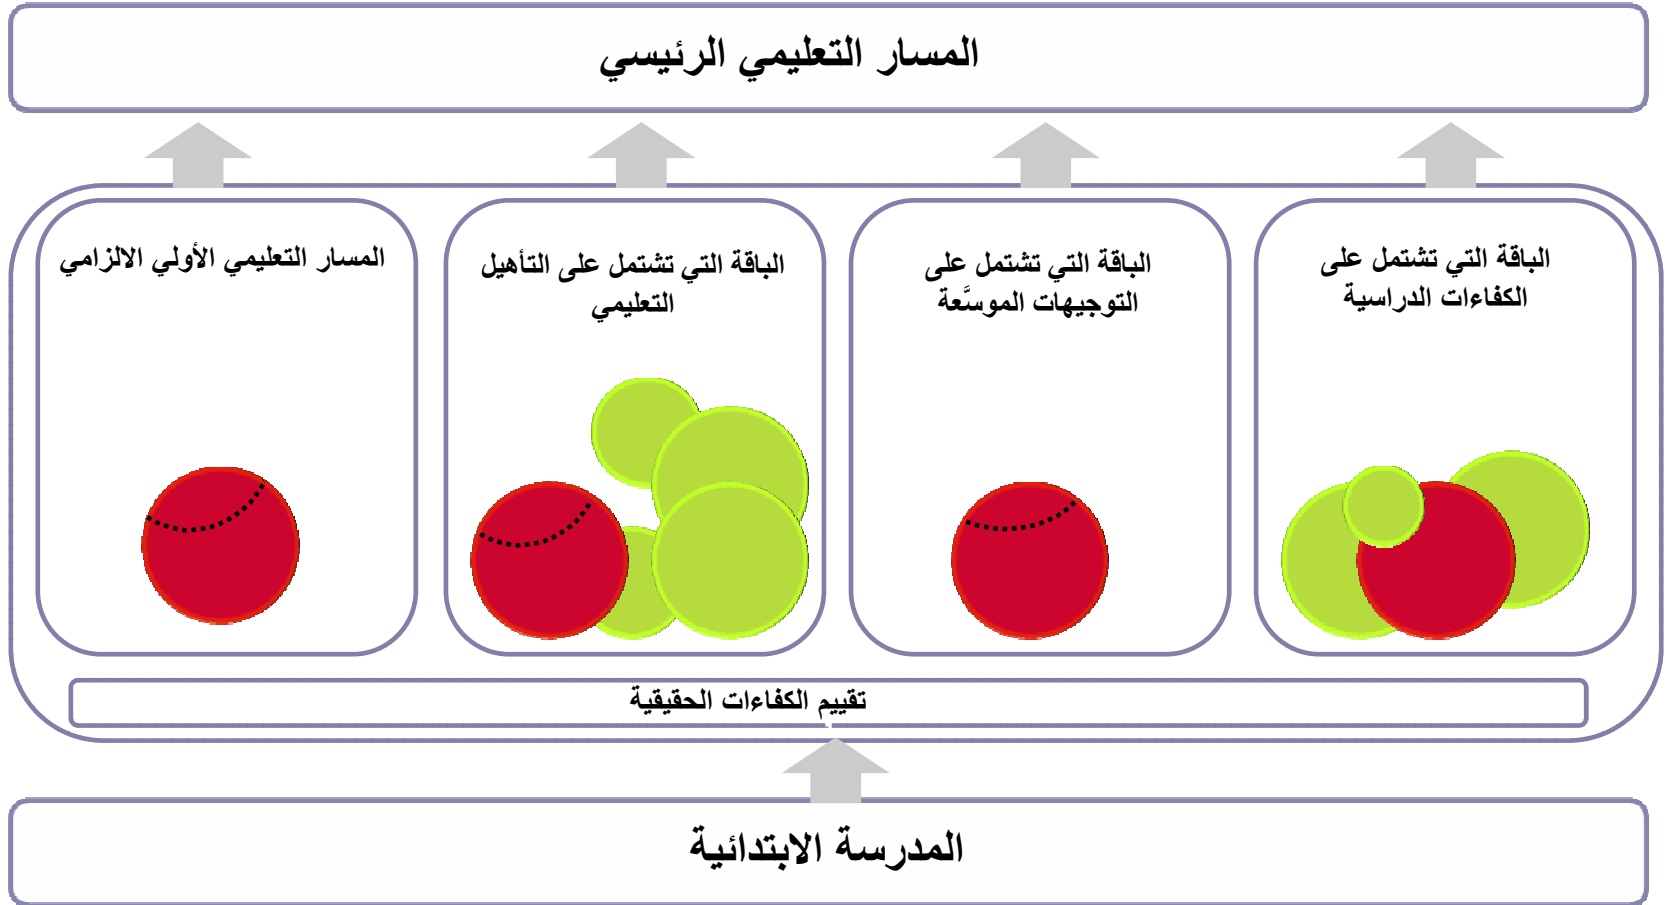 المسار التعليمي الرئيسي
الباقة التي تشتمل على
الكفاءات الدراسية
الباقة التي تشتمل على
التوجيهات الموسَّعة
الباقة التي تشتمل على التأهيل
التعليمي
المسار التعليمي الأولي الالزامي
تقييم الكفاءات الحقيقية
المدرسة الابتدائية